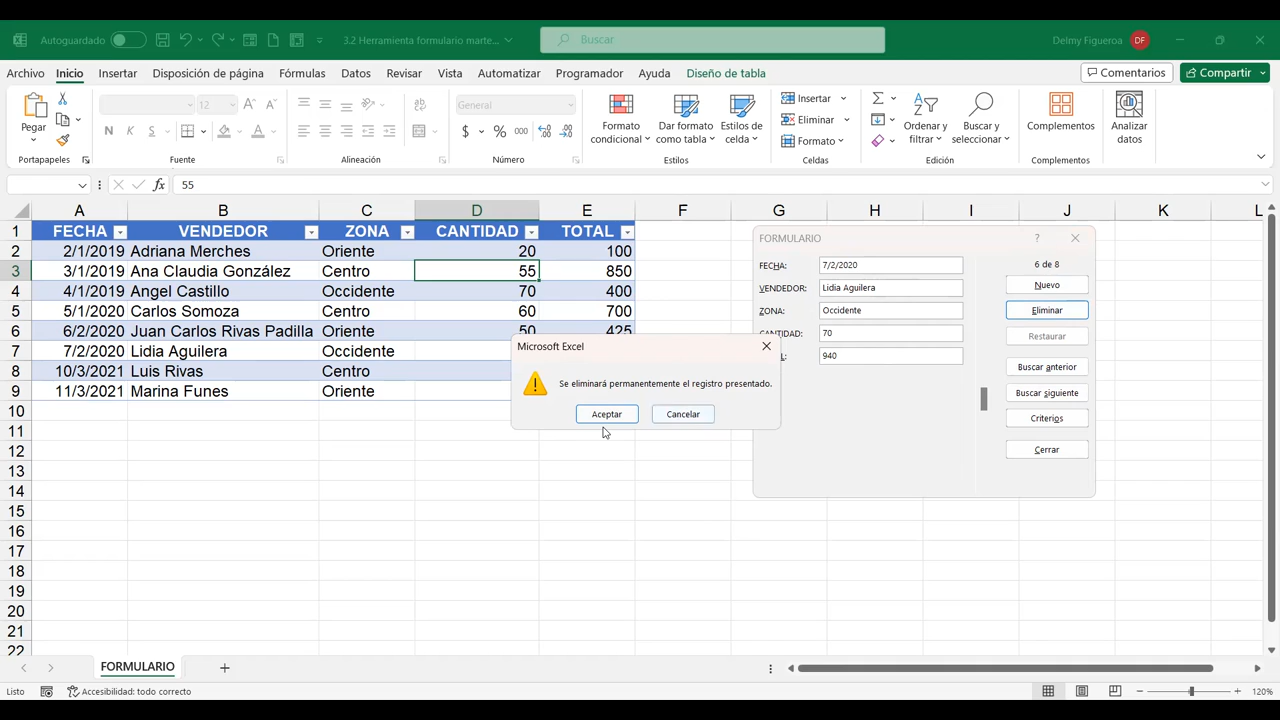 Autoguardado
3.2 Herramienta formulario marte...
Buscar
Delmy Figueroa
DF
Archivo Inicio Insertar Disposición de página Fórmulas Datos Revisar Vista Automatizar Programador Ayuda Diseño de tabla
Comentarios
Compartir
Pegar
Portapapeles
12
N K S
Fuente
Alineación
ab
General
$ % 000
Número
Formato condicional
Dar formato como tabla
Estilos de celda
Estilos
Insertar
Eliminar
Formato
Celdas
Ordenar y filtrar
Buscar y seleccionar
Edición
Complementos
Complementos
Analizar datos
fx 55
A B C D E F G H I J K L
1 FECHA VENDEDOR ZONA CANTIDAD TOTAL
2 2/1/2019 Adriana Merches Oriente 20 100
3 3/1/2019 Ana Claudia González Centro 55 850
4 4/1/2019 Angel Castillo Occidente 70 400
5 5/1/2020 Carlos Somoza Centro 60 700
6 6/2/2020 Juan Carlos Rivas Padilla Oriente 50 425
7 7/2/2020 Lidia Aguilera Occidente
8 10/3/2021 Luis Rivas Centro
9 11/3/2021 Marina Funes Oriente
10
11
12
13
14
15
16
17
18
19
20
21
22
FORMULARIO
?
FECHA: 7/2/2020
VENDEDOR: Lidia Aguilera
ZONA: Occidente
CANTIDAD: 70
L: 940
6 de 8
Nuevo
Eliminar
Restaurar
Buscar anterior
Buscar siguiente
Criterios
Cerrar
Microsoft Excel
Se eliminará permanentemente el registro presentado.
Aceptar Cancelar
FORMULARIO
Listo
Accesibilidad: todo correcto
120%